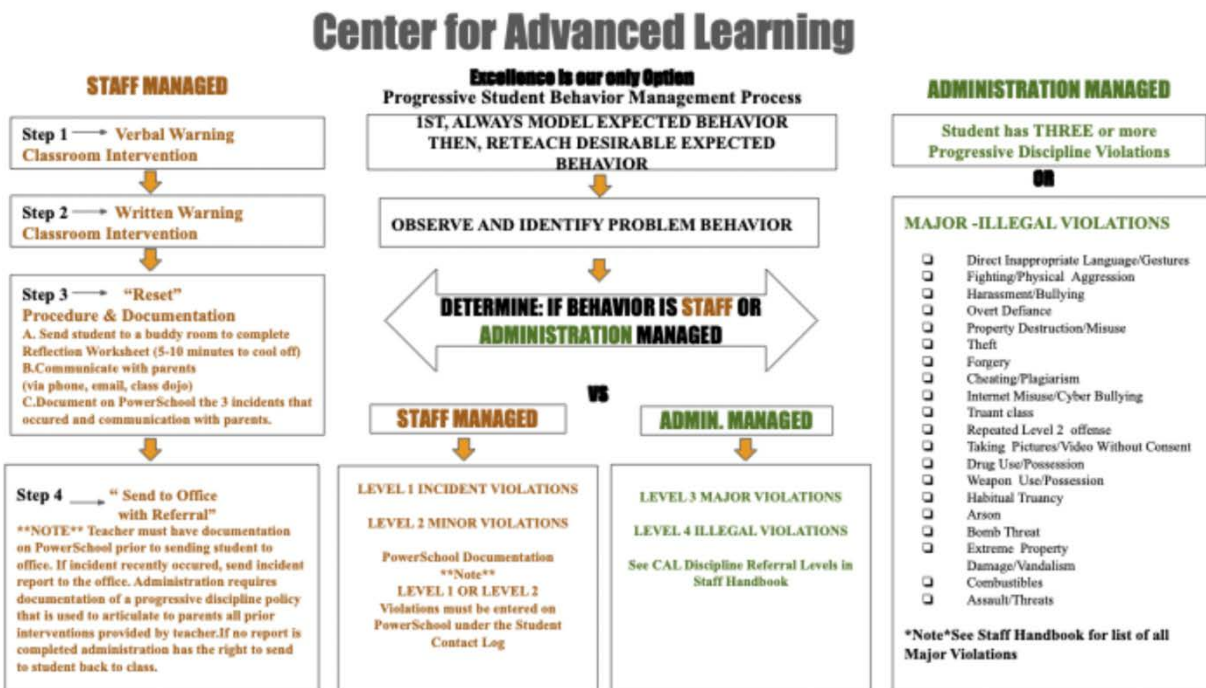 Center for Advanced Learning
STAFF MANAGED
Step 1 Verbal Warning
Classroom Intervention
Step 2 Written Warning
Classroom Intervention
Step 3 “Reset”
Procedure & Documentation
A. Send student to a buddy room to complete
Reflection Worksheet (5-10 minutes to cool off)
B.Communicate with parents
(via phone, email, class dojo)
C.Document on PowerSchool the 3 incidents that
occured and communication with parents.
Step 4 “ Send to Office
with Referral”
**NOTE** Teacher must have documentation
on PowerSchool prior to sending student to
office. If incident recently occured, send incident
report to the office. Administration requires
documentation of a progressive discipline policy
that is used to articulate to parents all prior
interventions provided by teacher.If no report is
completed administration has the right to send
to student back to class.
Excellence is our only Option
Progressive Student Behavior Management Process
1ST, ALWAYS MODEL EXPECTED BEHAVIOR
THEN, RETEACH DESIRABLE EXPECTED
BEHAVIOR
OBSERVE AND IDENTIFY PROBLEM BEHAVIOR
DETERMINE: IF BEHAVIOR IS STAFF OR
ADMINISTRATION MANAGED
VS
STAFF MANAGED
LEVEL 1 INCIDENT VIOLATIONS
LEVEL 2 MINOR VIOLATIONS
PowerSchool Documentation
**Note**
LEVEL 1 OR LEVEL 2
Violations must be entered on
PowerSchool under the Student
Contact Log
ADMIN. MANAGED
LEVEL 3 MAJOR VIOLATIONS
LEVEL 4 ILLEGAL VIOLATIONS
See CAL Discipline Referral Levels in
Staff Handbook
ADMINISTRATION MANAGED
Student has THREE or more
Progressive Discipline Violations
OR
MAJOR -ILLEGAL VIOLATIONS
Direct Inappropriate Language/Gestures
Fighting/Physical Aggression
Harassment/Bullying
Overt Defiance
Property Destruction/Misuse
Theft
Forgery
Cheating/Plagiarism
Internet Misuse/Cyber Bullying
Truant class
Repeated Level 2 offense
Taking Pictures/Video Without Consent
Drug Use/Possession
Weapon Use/Possession
Habitual Truancy
Arson
Bomb Threat
Extreme Property
Damage/Vandalism
Combustibles
Assault/Threats
*Note*See Staff Handbook for list of all
Major Violations